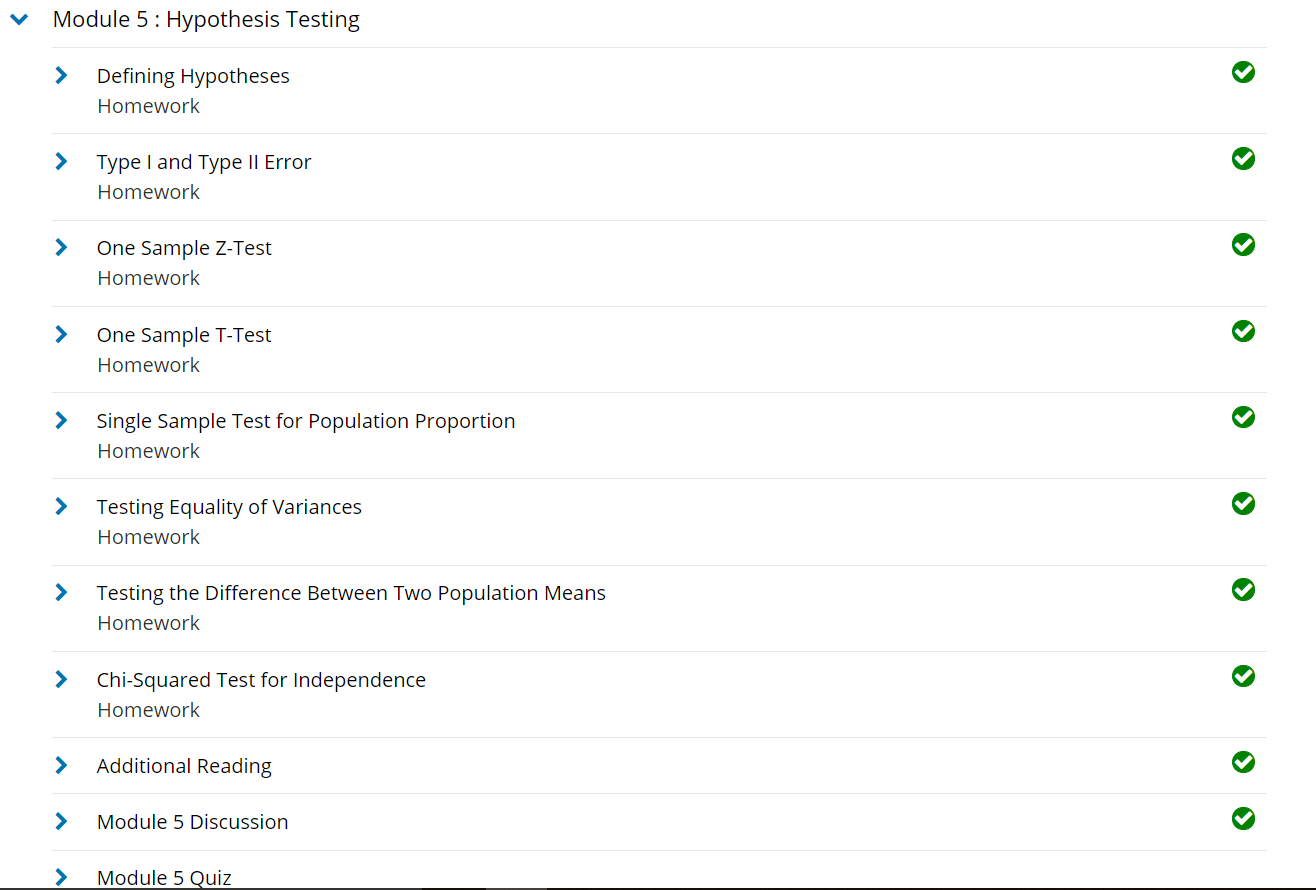 Module 5 : Hypothesis Testing
Defining Hypotheses
Homework
Type I and Type II Error
Homework
One Sample Z-Test
Homework
One Sample T-Test
Homework
Single Sample Test for Population Proportion
Homework
Testing Equality of Variances
Homework
Testing the Difference Between Two Population Means
Homework
Chi-Squared Test for Independence
Homework
Additional Reading
Module 5 Discussion
Module 5 Quiz